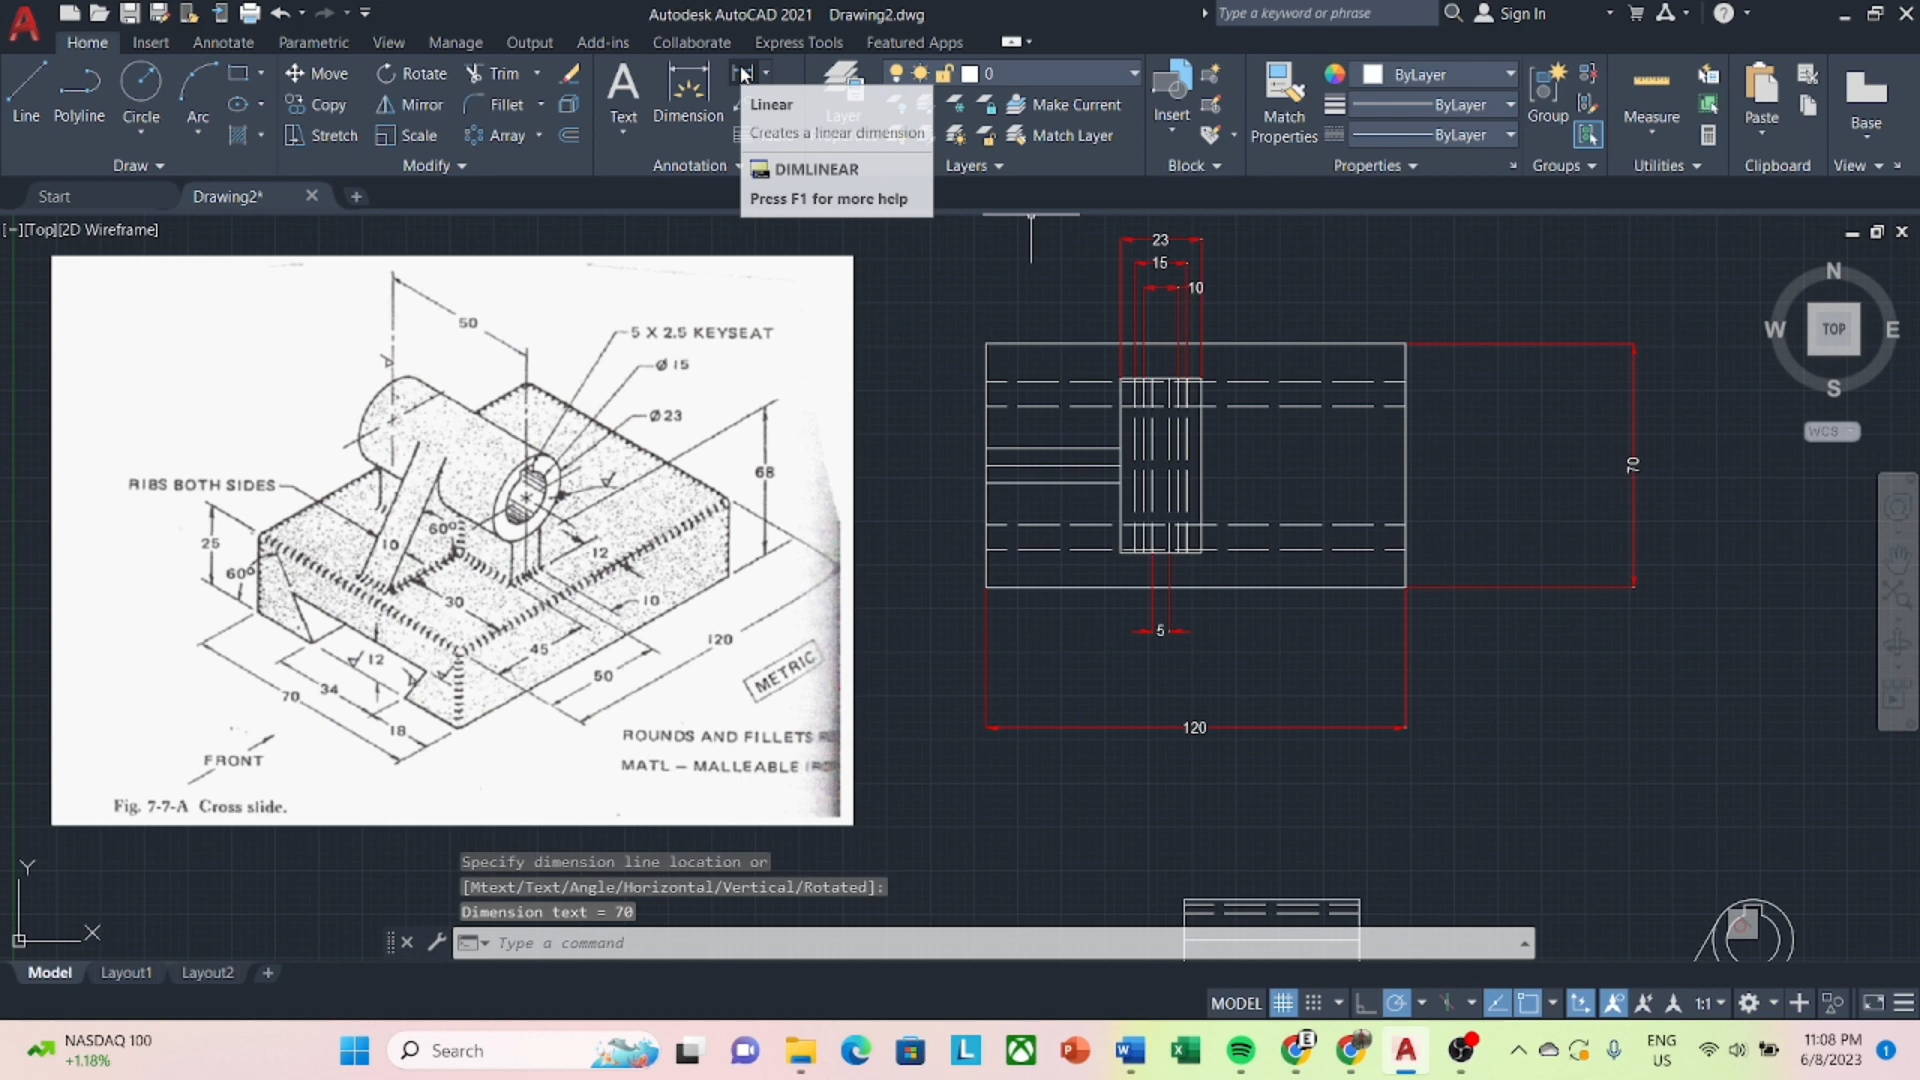 Autodesk AutoCAD 2021 Drawing2.dwg
Type a keyword or phrase
Sign In
Home Insert Annotate Parametric View Manage Output Add-ins Collaborate Express Tools Featured Apps
Line Polyline Circle Arc
Move Rotate Trim
Copy Mirror Fillet
Stretch Scale Array
Text Dimension
Layer
0
Make Current
Match Layer
Insert
Match Properties
ByLayer
ByLayer
ByLayer
Group
Measure
Paste
Base
Draw Modify Annotation Layers Block Properties Groups Utilities Clipboard View
Linear
Creates a linear dimension
DIMLINEAR
Press F1 for more help
Start Drawing2*
[−][Top][2D Wireframe]
50
5 X 2.5 KEYSEAT
Ø 15
Ø23
68
RIBS BOTH SIDES
25
60°
60°
10
12
30
10
45
120
50
12
34
70
18
METRIC
FRONT
ROUNDS AND FILLETS
MATL – MALLEABLE
Fig. 7-7-A Cross slide.
23
15
10
70
5
120
N
W TOP E
S
WCS
Y
X
Specify dimension line location or
[Mtext/Text/Angle/Horizontal/Vertical/Rotated]:
Dimension text = 70
Type a command
Model Layout1 Layout2
MODEL 1:1
NASDAQ 100
+1.18%
Search
ENG
US
11:08 PM
6/8/2023
1